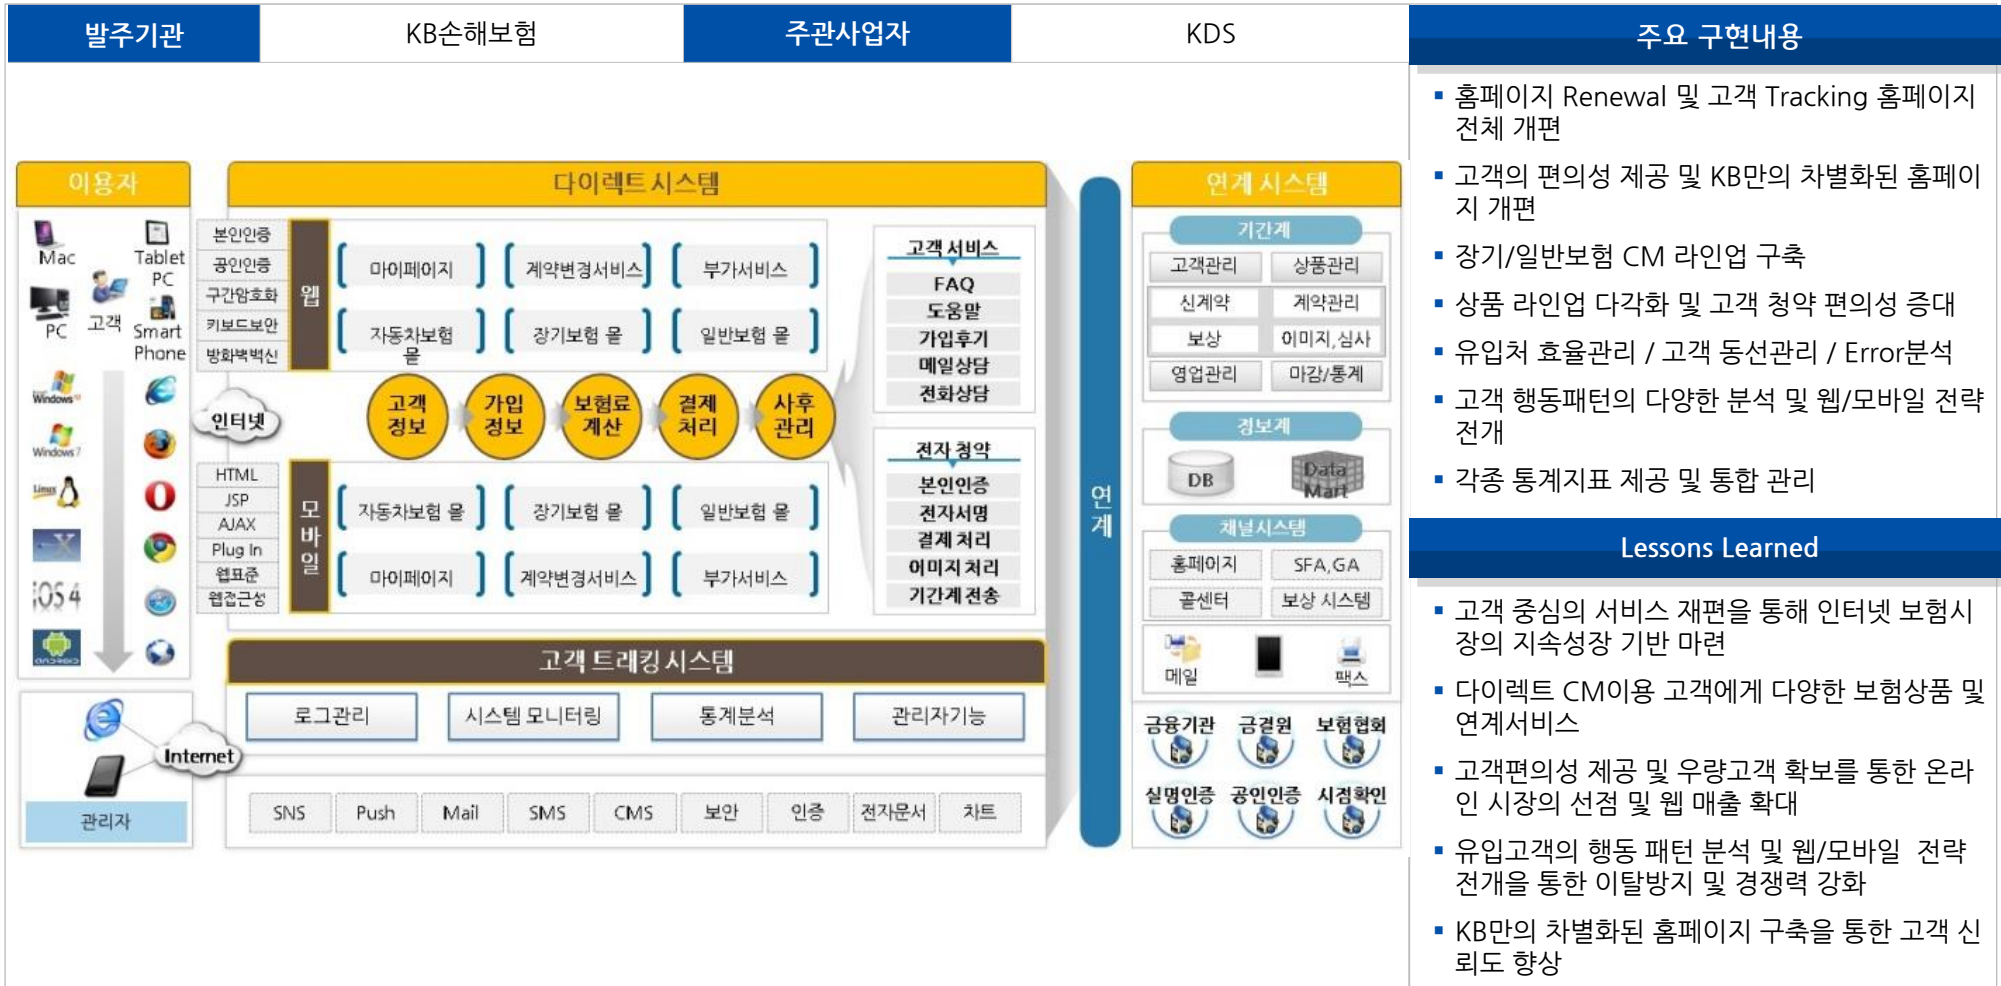 발주기관
KB손해보험
주관사업자
KDS
주요 구현내용
이용자
Mac
Tablet
PC
고객
PC
Smart
Phone
Windows
Windows 7
Linux
X
iOS 4
ANDROID
관리자
인터넷
Internet
다이렉트 시스템
본인인증
공인인증
구간암호화
키보드보안
방화벽백신
웹
마이페이지
계약변경서비스
부가서비스
자동차보험
몰
장기보험 몰
일반보험 몰
고객
정보
가입
정보
보험료
계산
결제
처리
사후
관리
HTML
JSP
AJAX
Plug In
웹표준
웹접근성
모
바
일
자동차보험 몰
장기보험 몰
일반보험 몰
마이페이지
계약변경서비스
부가서비스
고객 서비스
FAQ
도움말
가입후기
메일상담
전화상담
전자 청약
본인인증
전자서명
결제 처리
이미지 처리
기간계 전송
고객 트래킹 시스템
로그관리
시스템 모니터링
통계분석
관리자기능
SNS
Push
Mail
SMS
CMS
보안
인증
전자문서
차트
연
계
연계 시스템
기간계
고객관리
상품관리
신계약
계약관리
보상
이미지,심사
영업관리
마감/통계
정보계
DB
Data
Mart
채널시스템
홈페이지
SFA,GA
콜센터
보상 시스템
메일
팩스
금융기관
금결원
보험협회
실명인증
공인인증
시점확인
▪ 홈페이지 Renewal 및 고객 Tracking 홈페이지
전체 개편
▪ 고객의 편의성 제공 및 KB만의 차별화된 홈페이
지 개편
▪ 장기/일반보험 CM 라인업 구축
▪ 상품 라인업 다각화 및 고객 청약 편의성 증대
▪ 유입처 효율관리 / 고객 동선관리 / Error분석
▪ 고객 행동패턴의 다양한 분석 및 웹/모바일 전략
전개
▪ 각종 통계지표 제공 및 통합 관리
Lessons Learned
▪ 고객 중심의 서비스 재편을 통해 인터넷 보험시
장의 지속성장 기반 마련
▪ 다이렉트 CM이용 고객에게 다양한 보험상품 및
연계서비스
▪ 고객편의성 제공 및 우량고객 확보를 통한 온라
인 시장의 선점 및 웹 매출 확대
▪ 유입고객의 행동 패턴 분석 및 웹/모바일 전략
전개을 통한 이탈방지 및 경쟁력 강화
▪ KB만의 차별화된 홈페이지 구축을 통한 고객 신
뢰도 향상